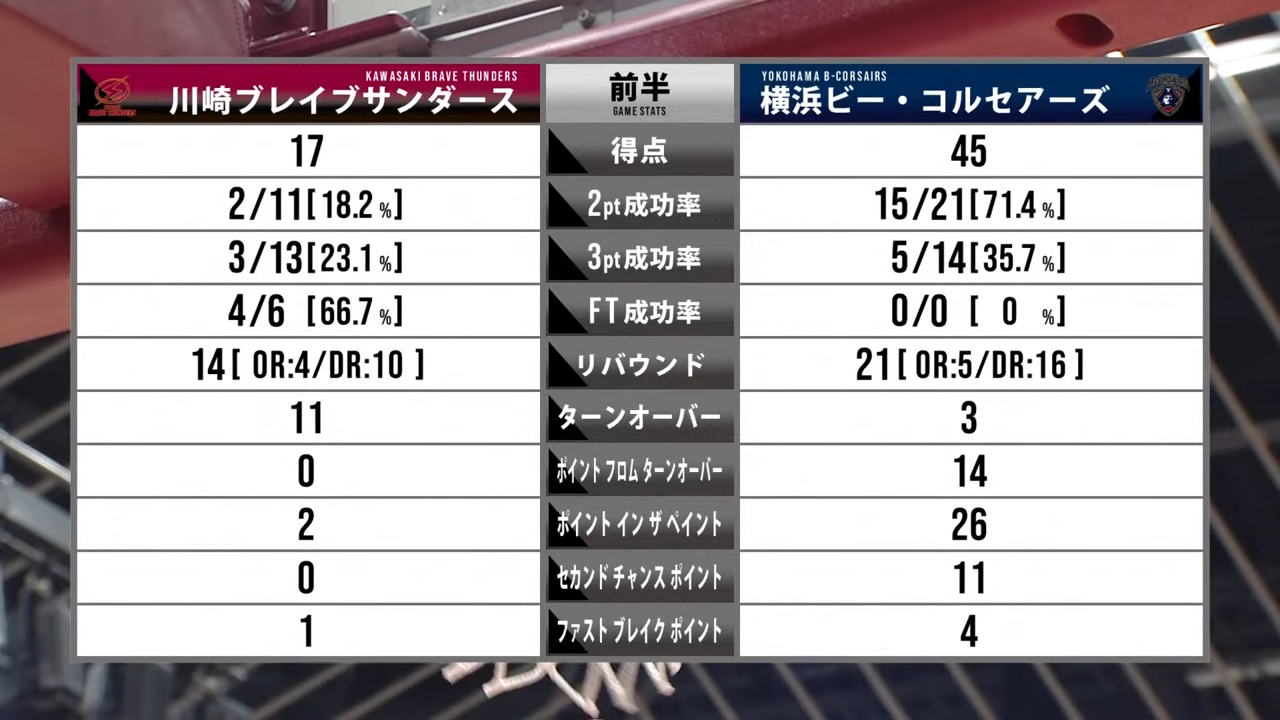 KAWASAKI BRAVE THUNDERS
川崎ブレイブサンダース
前半
GAME STATS
YOKOHAMA B-CORSAIRS
横浜ビー・コルセアーズ
17 得点 45
2/11[18.2 %] 2pt成功率 15/21[71.4 %]
3/13[23.1 %] 3pt成功率 5/14[35.7 %]
4/6 [66.7 %] FT成功率 0/0 [ 0 %]
14[ OR:4/DR:10 ] リバウンド 21[ OR:5/DR:16 ]
11 ターンオーバー 3
0 ポイント フロム ターンオーバー 14
2 ポイント イン ザ ペイント 26
0 セカンド チャンス ポイント 11
1 ファスト ブレイク ポイント 4